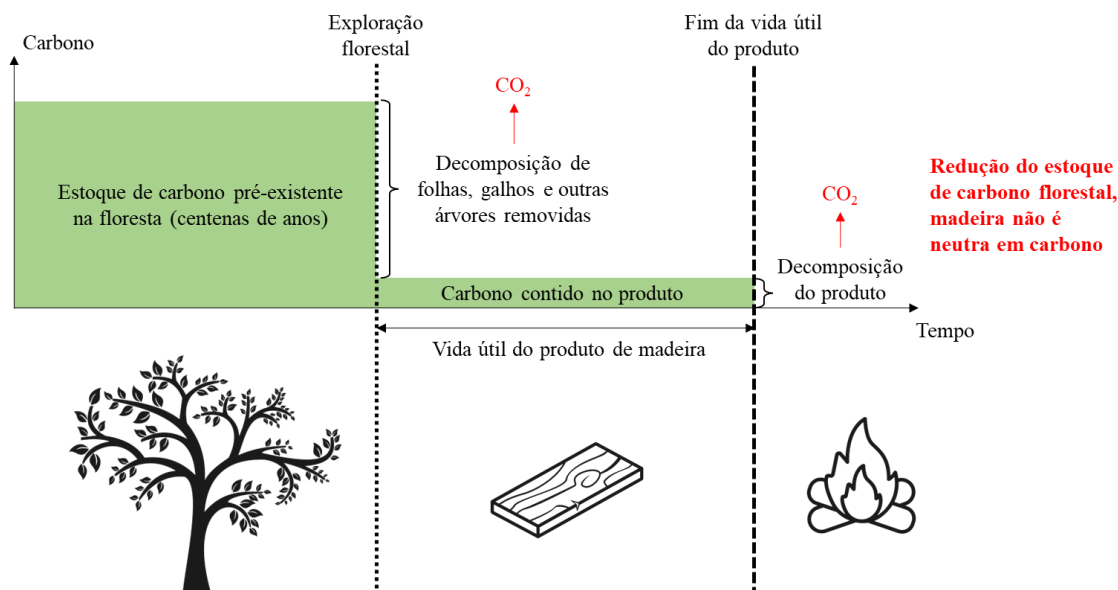 Carbono
Exploração
florestal
Fim da vida útil
do produto
CO₂
Estoque de carbono pré-existente
na floresta (centenas de anos)
Decomposição de
folhas, galhos e outras
árvores removidas
CO₂
Redução do estoque
de carbono florestal,
madeira não é
neutra em carbono
Carbono contido no produto
Decomposição
do produto
Tempo
Vida útil do produto de madeira